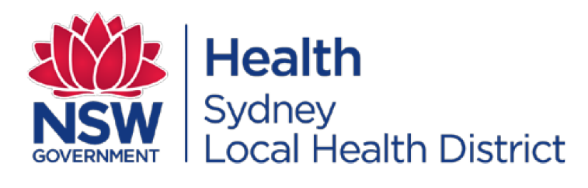 NSW
GOVERNMENT
Health
Sydney
Local Health District